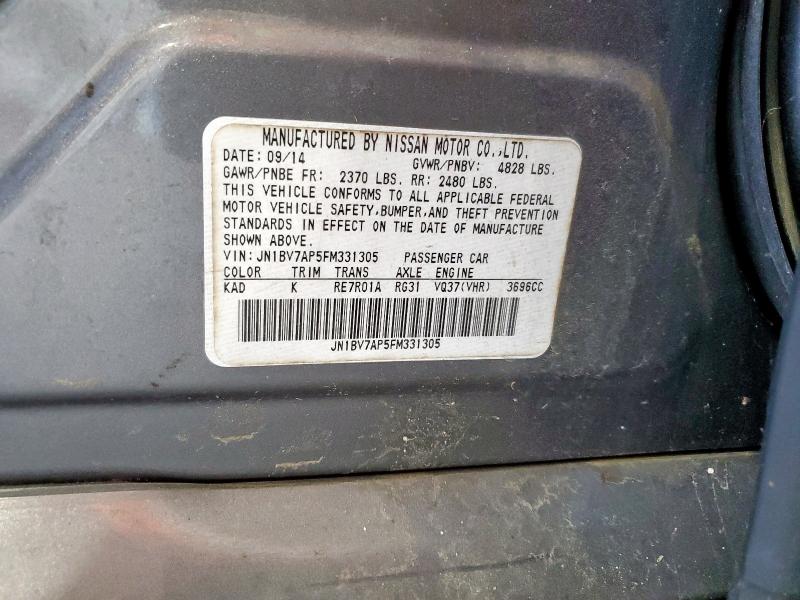 MANUFACTURED BY NISSAN MOTOR CO.,LTD.
DATE: 09/14 GVWR/PNBV: 4828 LBS.
GAWR/PNBE FR: 2370 LBS. RR: 2480 LBS.
THIS VEHICLE CONFORMS TO ALL APPLICABLE FEDERAL
MOTOR VEHICLE SAFETY,BUMPER,AND THEFT PREVENTION
STANDARDS IN EFFECT ON THE DATE OF MANUFACTURE
SHOWN ABOVE.
VIN: JN1BV7AP5FM331305 PASSENGER CAR
COLOR TRIM TRANS AXLE ENGINE
KAD K RE7R01A RG31 VQ37(VHR) 3696CC
JN1BV7AP5FM331305